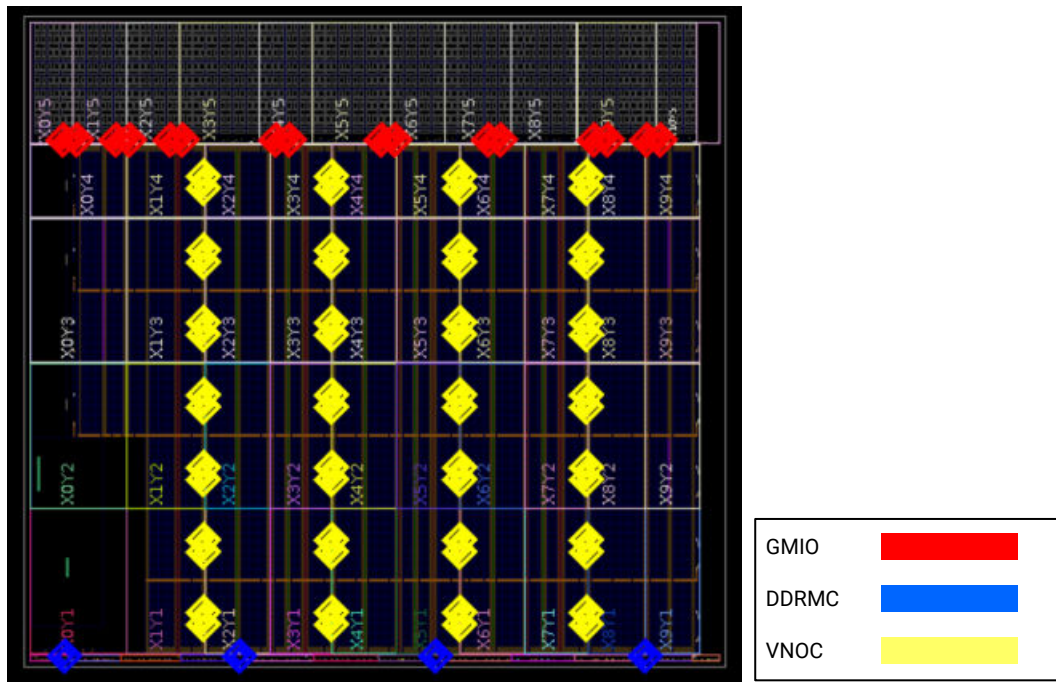 X0Y5 X1Y5 X2Y5 X3Y5 X5Y5 X6Y5 X7Y5 X8Y5
X0Y4 X1Y4 X2Y4 X3Y4 X4Y4 X5Y4 X6Y4 X7Y4 X8Y4 X9Y4
X0Y3 X1Y3 X2Y3 X3Y3 X4Y3 X5Y3 X6Y3 X7Y3 X8Y3 X9Y3
X0Y2 X1Y2 X2Y2 X3Y2 X4Y2 X5Y2 X6Y2 X7Y2 X8Y2 X9Y2
X0Y1 X1Y1 X2Y1 X3Y1 X4Y1 X5Y1 X6Y1 X7Y1 X8Y1 X9Y1
GMIO
DDRMC
VNOC